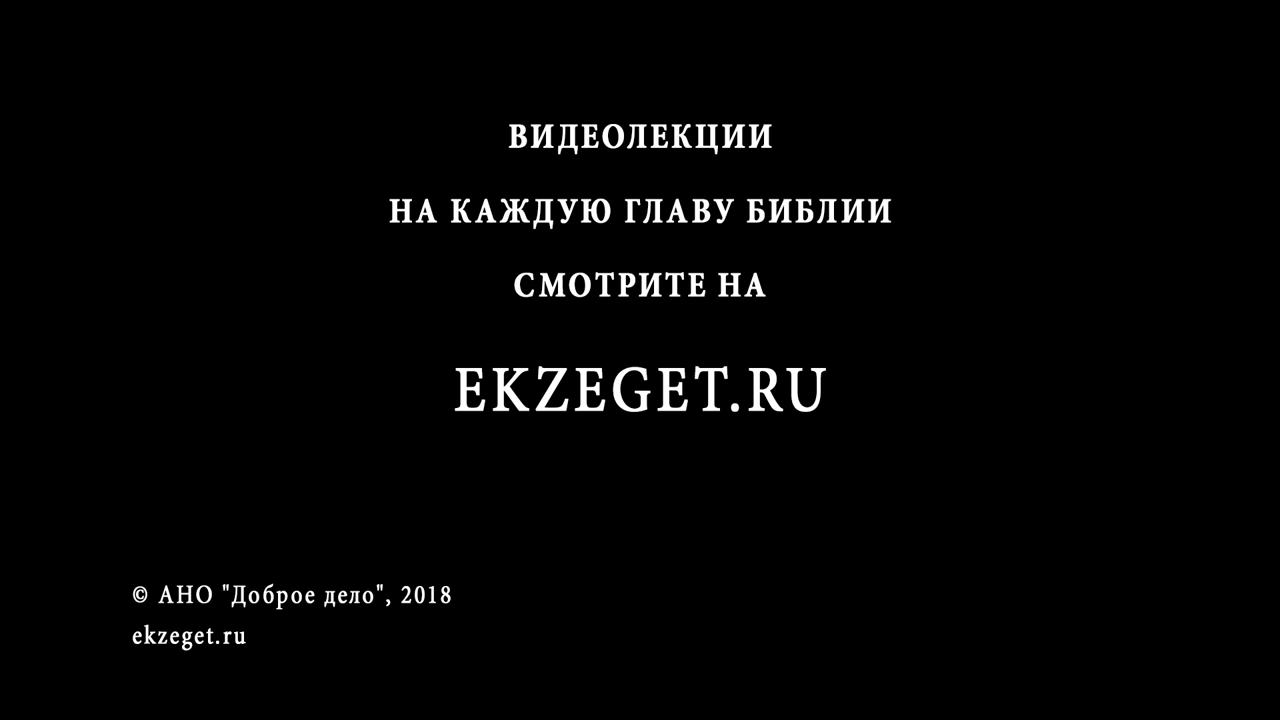 ВИДЕОЛЕКЦИИ
НА КАЖДУЮ ГЛАВУ БИБЛИИ
СМОТРИТЕ НА
EKZEGET.RU
© АНО "Доброе дело", 2018
ekzeget.ru